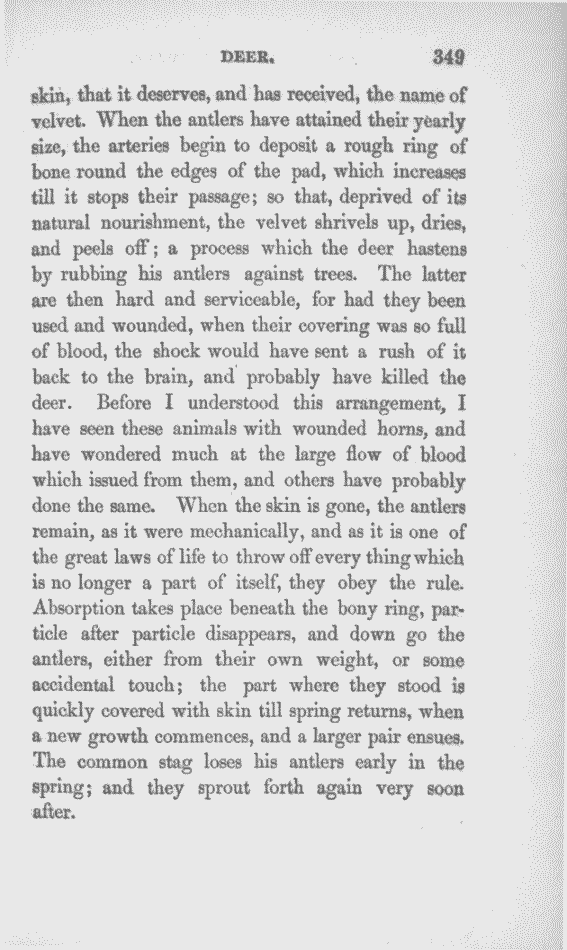 DEER. 349
skin, that it deserves, and has received, the name of
velvet. When the antlers have attained their yearly
size, the arteries begin to deposit a rough ring of
bone round the edges of the pad, which increases
till it stops their passage; so that, deprived of its
natural nourishment, the velvet shrivels up, dries,
and peels off; a process which the deer hastens
by rubbing his antlers against trees. The latter
are then hard and serviceable, for had they been
used and wounded, when their covering was so full
of blood, the shock would have sent a rush of it
back to the brain, and probably have killed the
deer. Before I understood this arrangement, I
have seen these animals with wounded horns, and
have wondered much at the large flow of blood
which issued from them, and others have probably
done the same. When the skin is gone, the antlers
remain, as it were mechanically, and as it is one of
the great laws of life to throw off every thing which
is no longer a part of itself, they obey the rule.
Absorption takes place beneath the bony ring, par-
ticle after particle disappears, and down go the
antlers, either from their own weight, or some
accidental touch; the part where they stood is
quickly covered with skin till spring returns, when
a new growth commences, and a larger pair ensues.
The common stag loses his antlers early in the
spring; and they sprout forth again very soon
after.